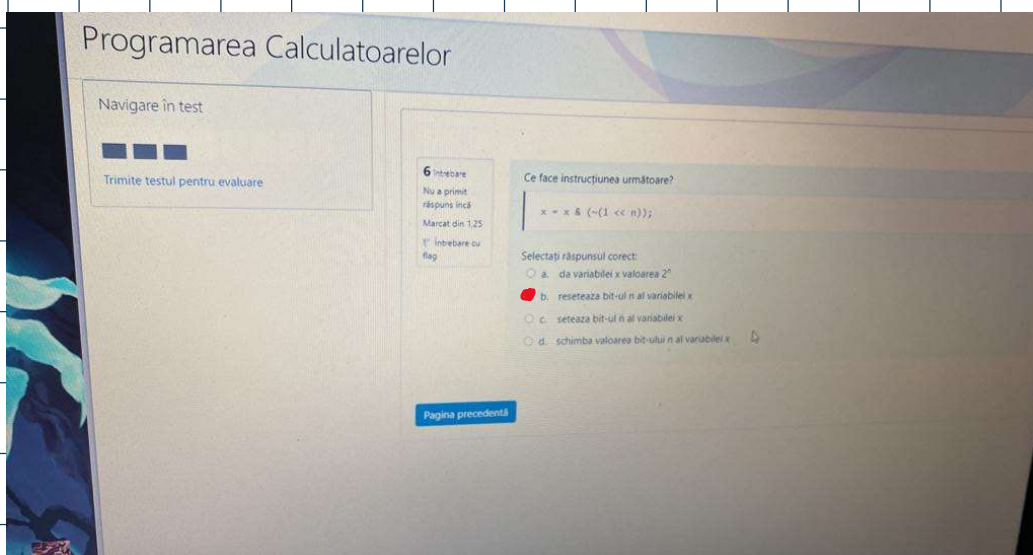 Programarea Calculatoarelor
Navigare în test
Trimite testul pentru evaluare
6 Întrebare
Nu a primit
răspuns încă
Marcat din 1,25
Întrebare cu
flag
Ce face instrucțiunea următoare?
x = x & (~(1 << n));
Selectați răspunsul corect:
a. da variabilei x valoarea 2ⁿ
b. reseteaza bit-ul n al variabilei x
c. seteaza bit-ul n al variabilei x
d. schimba valoarea bit-ului n al variabilei x
Pagina precedentă